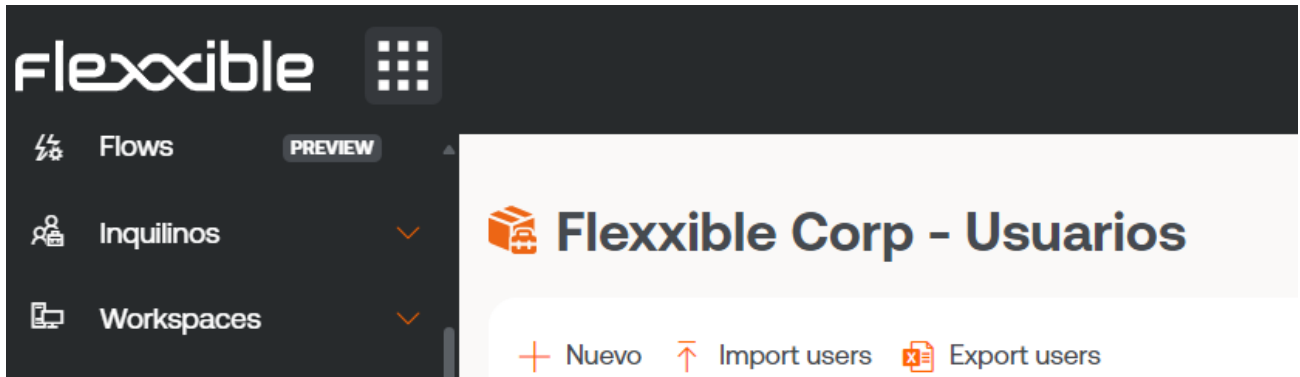 Flexxible
Flows PREVIEW
Inquilinos
Workspaces
Flexxible Corp - Usuarios
Nuevo Import users Export users